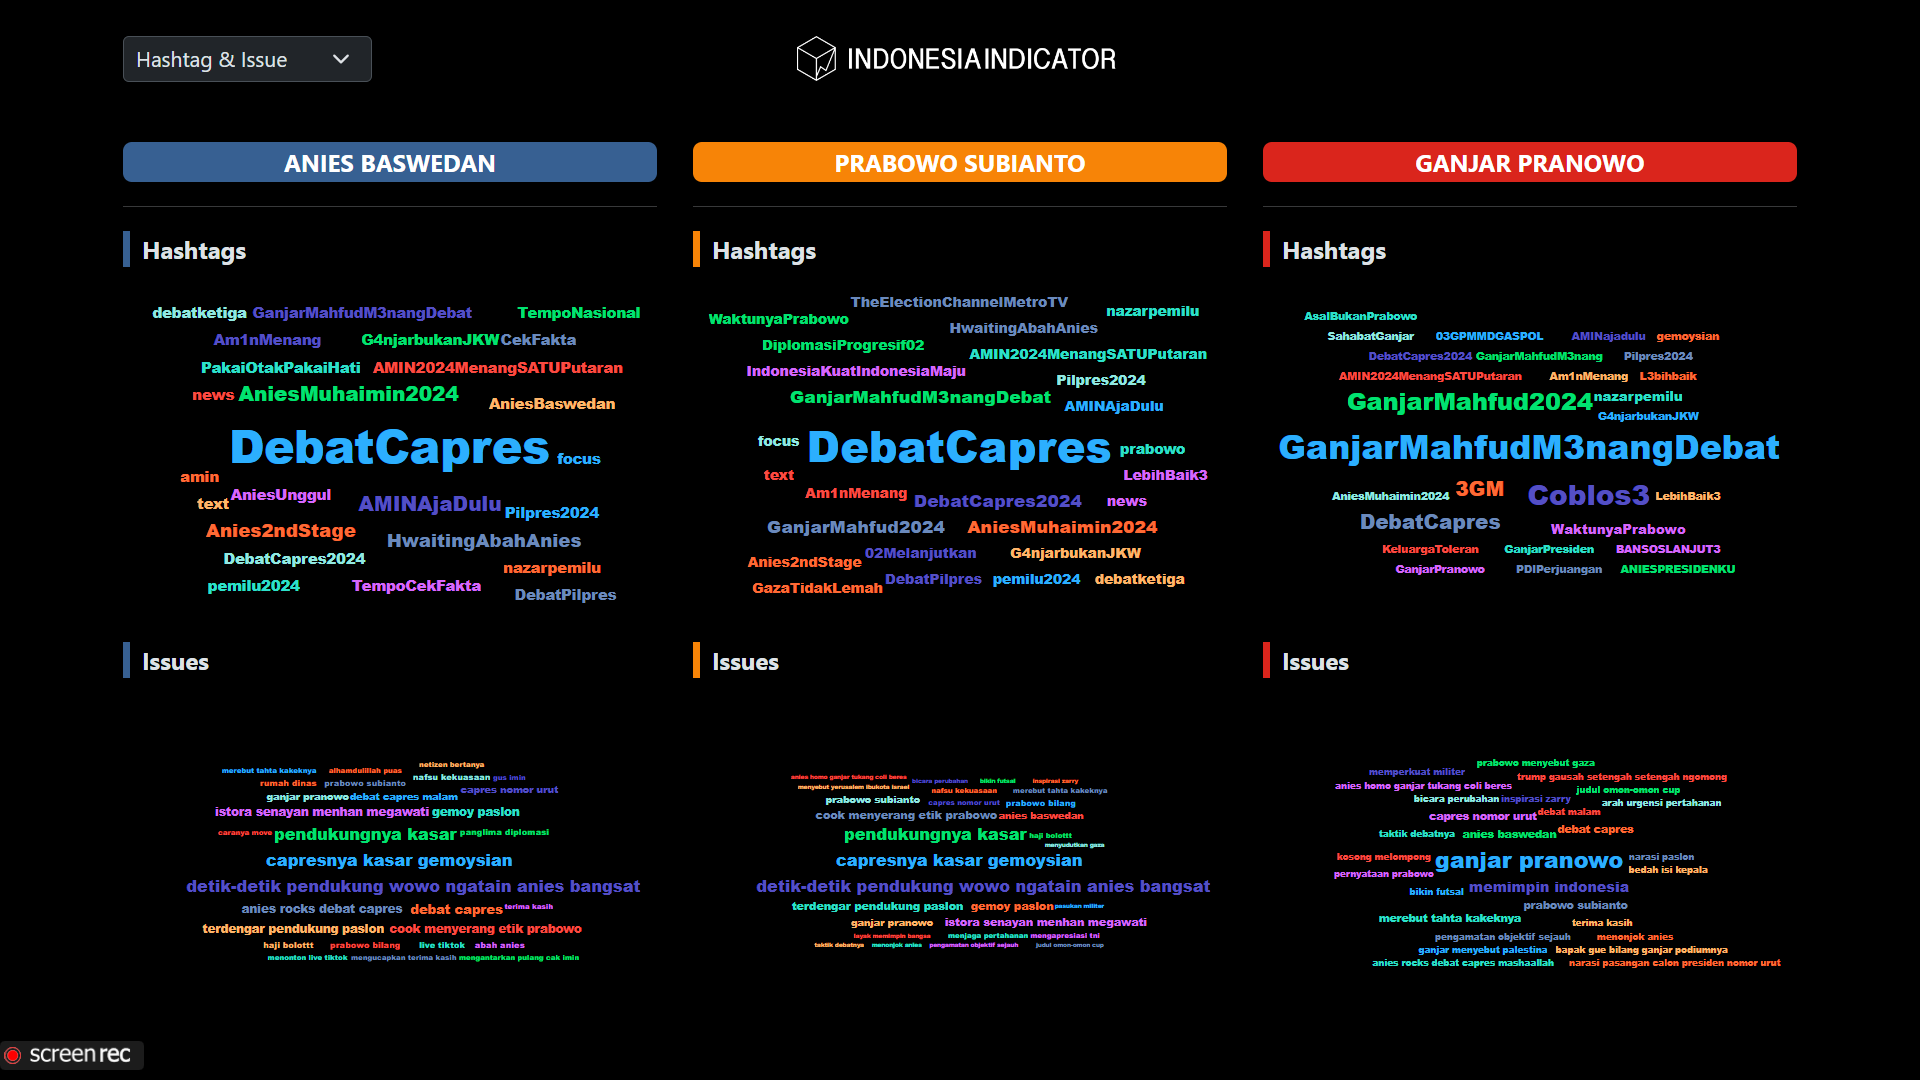 Hashtag & Issue
INDONESIA INDICATOR
ANIES BASWEDAN
Hashtags
debatketiga GanjarMahfudM3nangDebat TempoNasional
Am1nMenang G4njarbukanJKW CekFakta
PakaiOtakPakaiHati AMIN2024MenangSATUPutaran
news AniesMuhaimin2024 AniesBaswedan
DebatCapres focus
amin
text AniesUnggul AMINAjaDulu Pilpres2024
Anies2ndStage HwaitingAbahAnies
DebatCapres2024 nazarpemilu
pemilu2024 TempoCekFakta DebatPilpres
Issues
netizen bertanya
merebut tahta kakeknya alhamdulillah puas nafsu kekuasaan gus imin
rumah dinas prabowo subianto capres nomor urut
ganjar pranowo debat capres malam
istora senayan menhan megawati gemoy paslon
caranya move pendukungnya kasar panglima diplomasi
capresnya kasar gemoysian
detik-detik pendukung wowo ngatain anies bangsat
anies rocks debat capres debat capres terima kasih
terdengar pendukung paslon cook menyerang etik prabowo
haji bolottt prabowo bilang live tiktok abah anies
menonton live tiktok mengucapkan terima kasih mengantarkan pulang cak imin
PRABOWO SUBIANTO
Hashtags
TheElectionChannelMetroTV
WaktunyaPrabowo nazarpemilu
HwaitingAbahAnies
DiplomasiProgresif02 AMIN2024MenangSATUPutaran
IndonesiaKuatIndonesiaMaju Pilpres2024
GanjarMahfudM3nangDebat AMINAjaDulu
focus DebatCapres prabowo
text LebihBaik3
Am1nMenang DebatCapres2024 news
GanjarMahfud2024 AniesMuhaimin2024
02Melanjutkan G4njarbukanJKW
Anies2ndStage
GazaTidakLemah DebatPilpres pemilu2024 debatketiga
Issues
anies homo ganjar tukang coli beres bicara perubahan bikin futsal inspirasi zarry
menyebut yerusalem ibukota israel nafsu kekuasaan merebut tahta kakeknya
prabowo subianto capres nomor urut prabowo bilang
cook menyerang etik prabowo anies baswedan
pendukungnya kasar haji bolottt
menyudutkan gaza
capresnya kasar gemoysian
detik-detik pendukung wowo ngatain anies bangsat
terdengar pendukung paslon gemoy paslon pasukan militer
ganjar pranowo istora senayan menhan megawati
layak memimpin bangsa menjaga pertahanan mengapresiasi tni
taktik debatnya menonjok anies pengamatan objektif sejauh judul omon-omon cup
GANJAR PRANOWO
Hashtags
AsalBukanPrabowo
SahabatGanjar 03GPMMDGASPOL AMINajadulu gemoysian
DebatCapres2024 GanjarMahfudM3nang Pilpres2024
AMIN2024MenangSATUPutaran Am1nMenang L3bihbaik
GanjarMahfud2024 nazarpemilu
G4njarbukanJKW
GanjarMahfudM3nangDebat
AniesMuhaimin2024 3GM Coblos3 LebihBaik3
DebatCapres WaktunyaPrabowo
KeluargaToleran GanjarPresiden BANSOSLANJUT3
GanjarPranowo PDIPerjuangan ANIESPRESIDENKU
Issues
prabowo menyebut gaza
memperkuat militer trump gausah setengah setengah ngomong
anies homo ganjar tukang coli beres judul omon-omon cup
bicara perubahan inspirasi zarry arah urgensi pertahanan
capres nomor urut debat malam
taktik debatnya anies baswedan debat capres
kosong melompong ganjar pranowo narasi paslon
pernyataan prabowo bedah isi kepala
bikin futsal memimpin indonesia
prabowo subianto
merebut tahta kakeknya terima kasih
pengamatan objektif sejauh menonjok anies
ganjar menyebut palestina bapak gue bilang ganjar podiumnya
anies rocks debat capres mashaallah narasi pasangan calon presiden nomor urut
screenrec